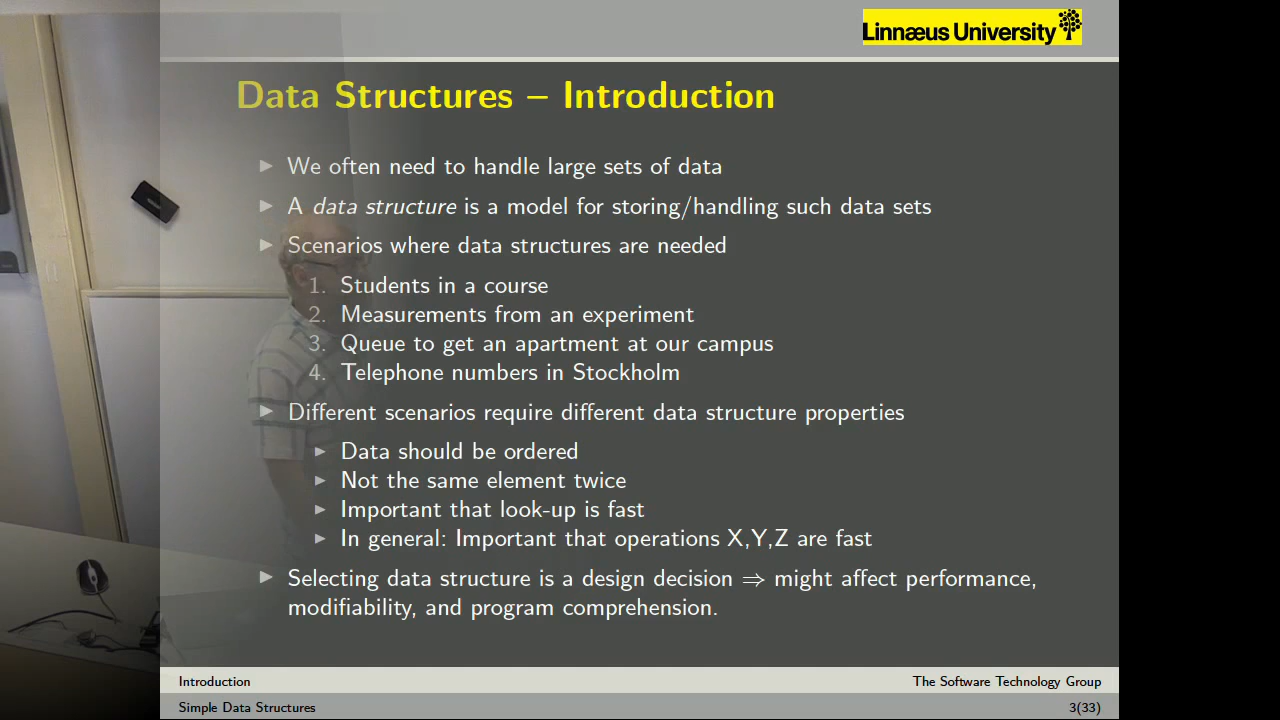 Linnæus University
Data Structures – Introduction
▶ We often need to handle large sets of data
▶ A data structure is a model for storing/handling such data sets
▶ Scenarios where data structures are needed
1. Students in a course
2. Measurements from an experiment
3. Queue to get an apartment at our campus
4. Telephone numbers in Stockholm
▶ Different scenarios require different data structure properties
▶ Data should be ordered
▶ Not the same element twice
▶ Important that look-up is fast
▶ In general: Important that operations X,Y,Z are fast
▶ Selecting data structure is a design decision ⇒ might affect performance,
modifiability, and program comprehension.
Introduction
The Software Technology Group
Simple Data Structures
3(33)